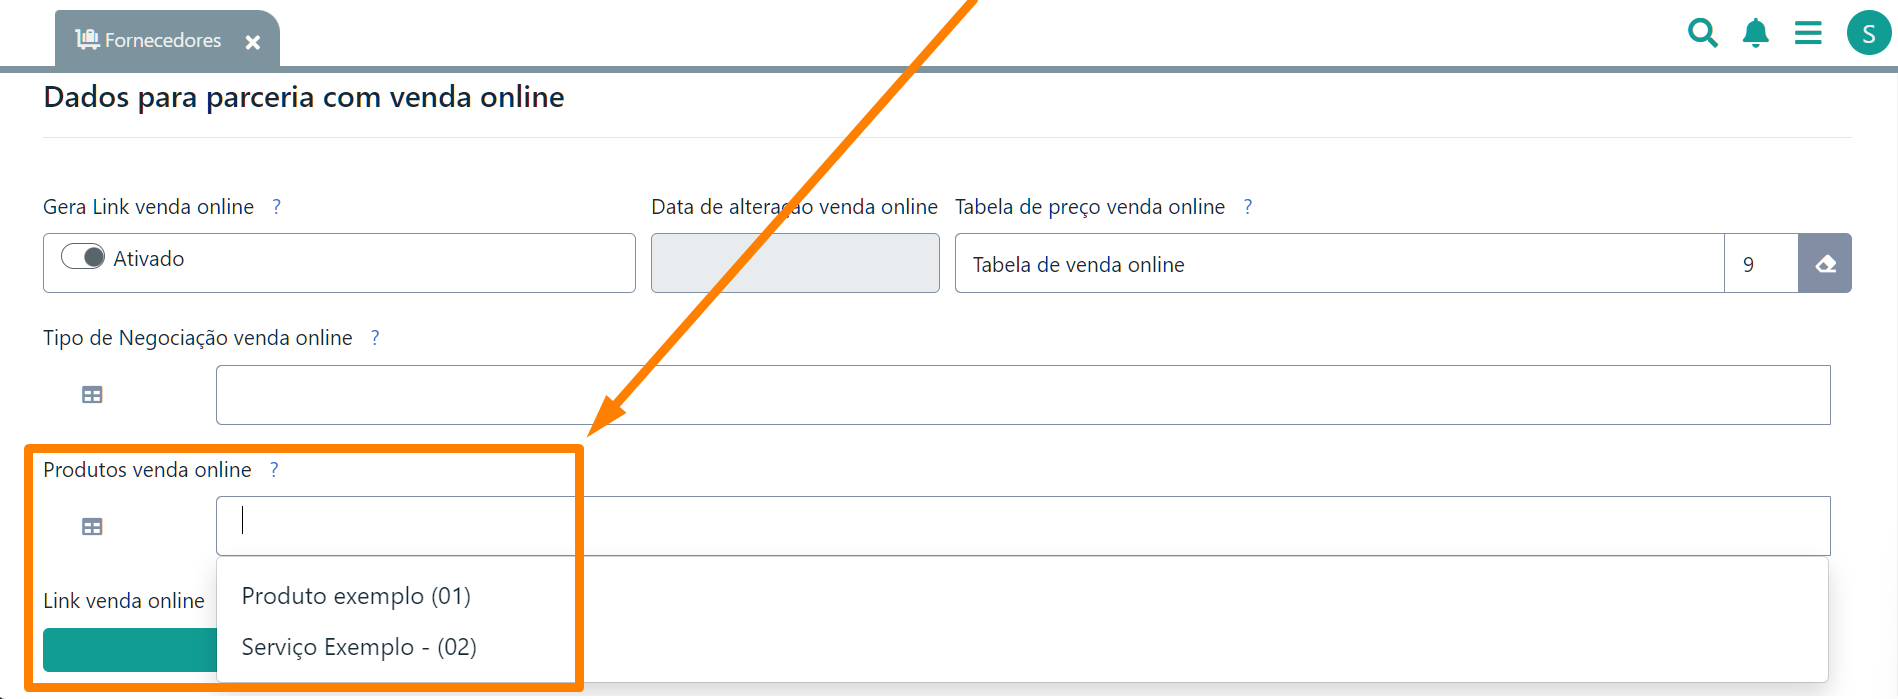 Fornecedores
S
Dados para parceria com venda online
Gera Link venda online ?
Data de alteração venda online
Tabela de preço venda online ?
Ativado
Tabela de venda online
9
Tipo de Negociação venda online ?
Produtos venda online ?
Produto exemplo (01)
Link venda online
Serviço Exemplo - (02)